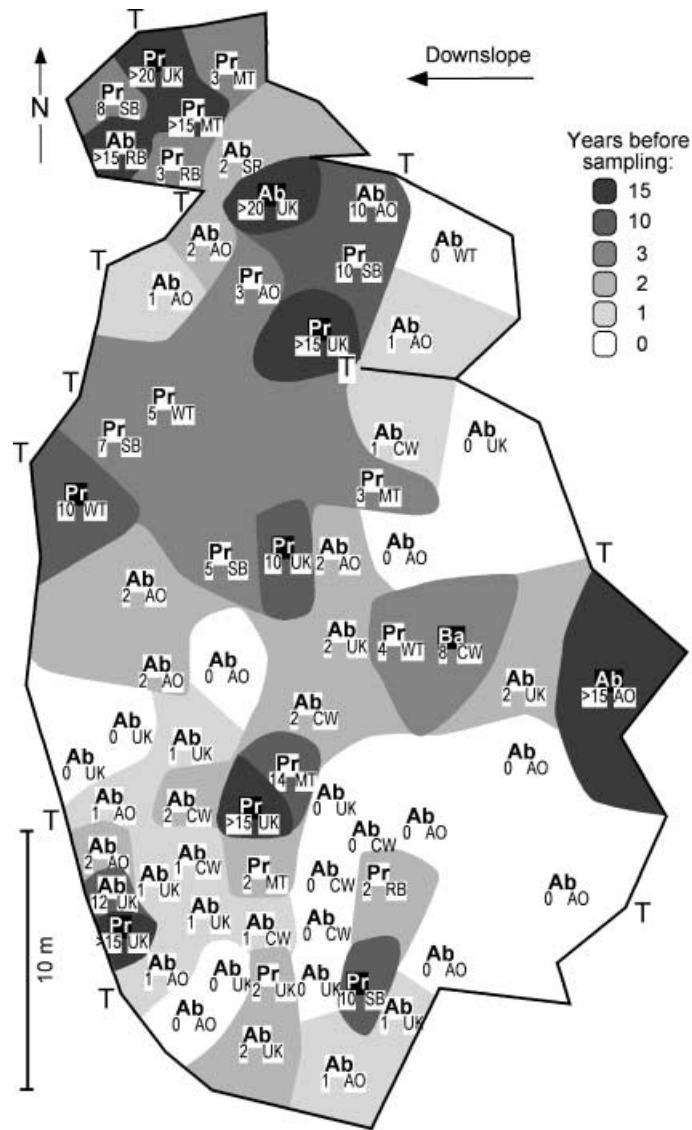 T
Pr
>20 UK
Pr
3 MT
Downslope
N
Pr
8 SB
Pr
>15 MT
Years before
sampling:
15
10
3
2
1
0
Ab
>15 RB
Pr
3 RB
Ab
2 SB
T
T
Ab
>20 UK
Ab
10 AO
Ab
2 AO
Ab
0 WT
Pr
10 SB
T
Ab
1 AO
Pr
3 AO
Pr
>15 UK
Ab
1 AO
T
T
Pr
5 WT
Pr
7 SB
Ab
1 CW
Ab
0 UK
T
Pr
10 WT
Pr
3 MT
Pr
5 SB
Pr
10 UK
Ab
2 AO
Ab
0 AO
T
Ab
2 AO
Ab
2 UK
Pr
4 WT
Ba
8 CW
Ab
2 AO
Ab
0 AO
Ab
2 UK
Ab
>15 AO
Ab
2 CW
Ab
0 UK
Ab
1 UK
Ab
0 UK
Ab
0 AO
Pr
14 MT
Ab
1 AO
Ab
2 CW
Pr
>15 UK
Ab
0 UK
T
Ab
0 CW
Ab
0 AO
Ab
2 AO
Ab
1 CW
Pr
2 MT
Ab
0 CW
Pr
2 RB
Ab
12 UK
Ab
1 UK
Ab
0 AO
Pr
>15 UK
Ab
1 UK
Ab
1 CW
Ab
0 CW
T
10 m
Ab
1 AO
Ab
0 UK
Pr
2 UK
Ab
0 UK
Pr
10 SB
Ab
0 AO
T
Ab
0 AO
Ab
1 UK
Ab
2 UK
Ab
1 AO